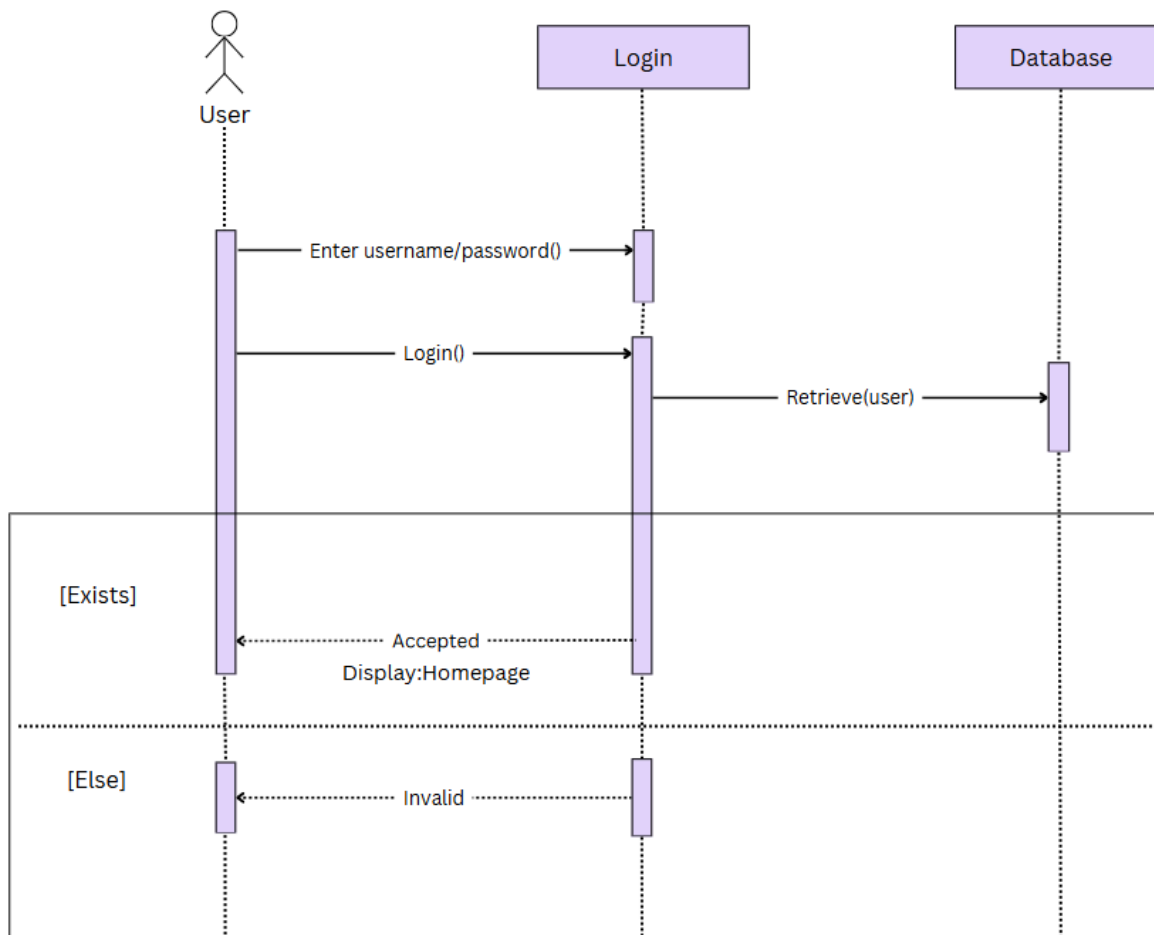 User
Login
Database
Enter username/password()
Login()
Retrieve(user)
[Exists]
Accepted
Display:Homepage
[Else]
Invalid